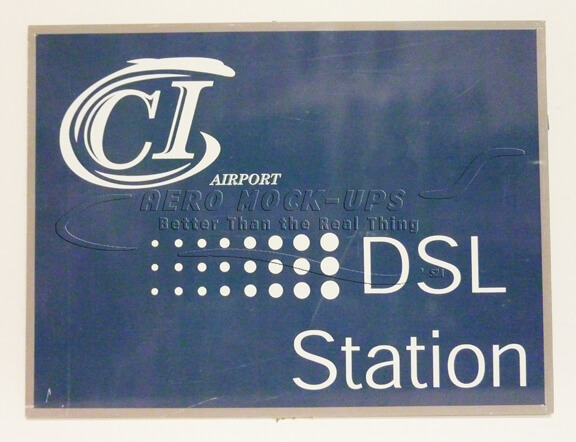 CI
AIRPORT
AERO MOCK-UPS
Better Than the Real Thing
DSL
Station